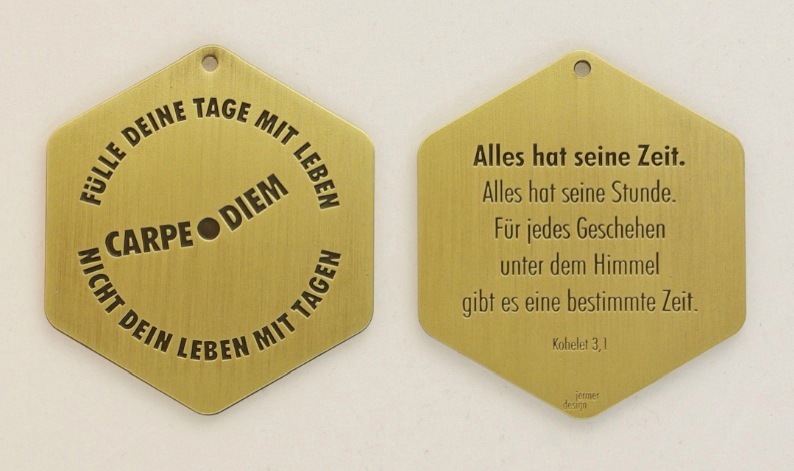 FÜLLE DEINE TAGE MIT LEBEN
CARPE●DIEM
NICHT DEIN LEBEN MIT TAGEN
Alles hat seine Zeit.
Alles hat seine Stunde.
Für jedes Geschehen
unter dem Himmel
gibt es eine bestimmte Zeit.
Kohelet 3,1
jermer
design